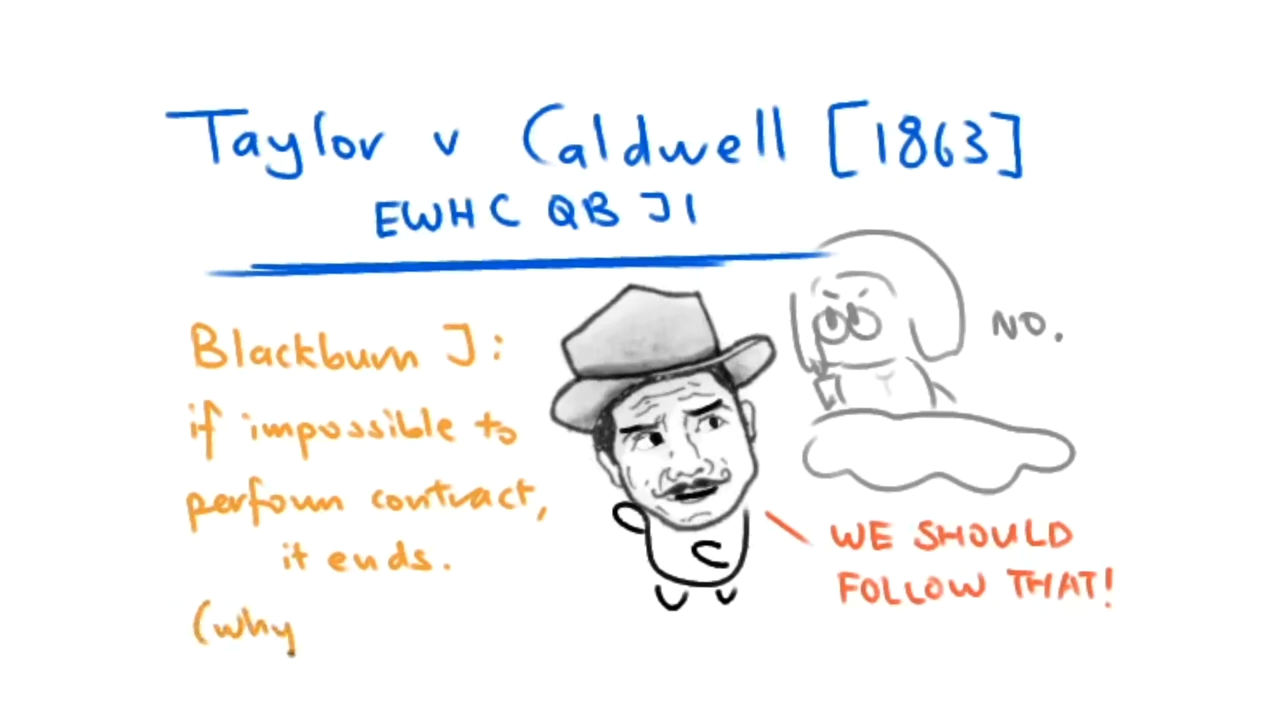 Taylor v Caldwell [1863]
EWHC QB J1
Blackburn J:
if impossible to
perform contract,
it ends.
(why
NO.
WE SHOULD
FOLLOW THAT!